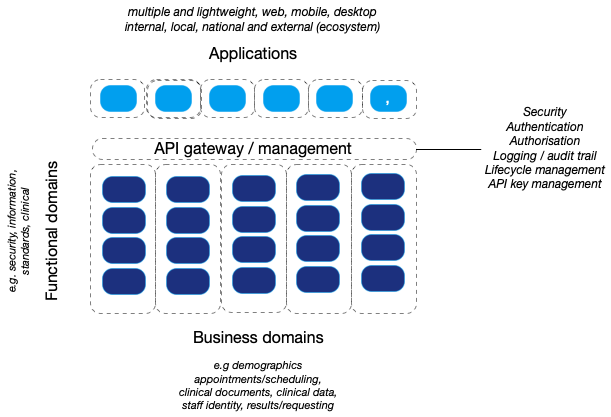 multiple and lightweight, web, mobile, desktop
internal, local, national and external (ecosystem)
Applications
,
API gateway / management
Security
Authentication
Authorisation
Logging / audit trail
Lifecycle management
API key management
e.g. security, information,
standards, clinical
Functional domains
Business domains
e.g demographics
appointments/scheduling,
clinical documents, clinical data,
staff identity, results/requesting